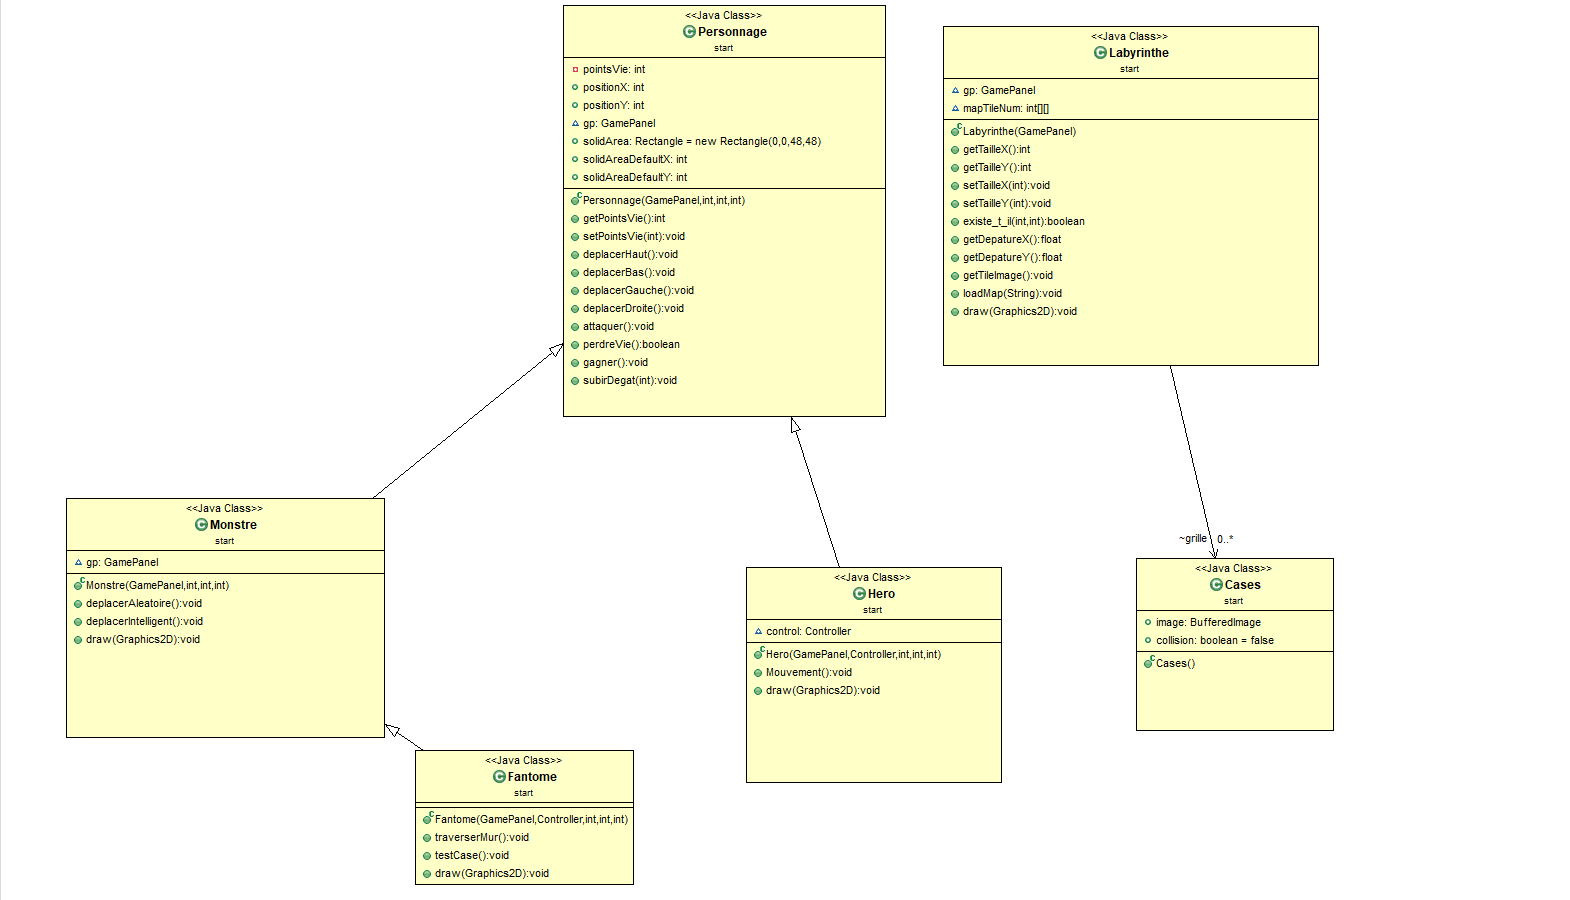 <<Java Class>>
Personnage
start
pointsVie: int
positionX: int
positionY: int
gp: GamePanel
solidArea: Rectangle = new Rectangle(0,0,48,48)
solidAreaDefaultX: int
solidAreaDefaultY: int
Personnage(GamePanel,int,int,int)
getPointsVie():int
setPointsVie(int):void
deplacerHaut():void
deplacerBas():void
deplacerGauche():void
deplacerDroite():void
attaquer():void
perdreVie():boolean
gagner():void
subirDegat(int):void
<<Java Class>>
Labyrinthe
start
gp: GamePanel
mapTileNum: int[][]
Labyrinthe(GamePanel)
getTailleX():int
getTailleY():int
setTailleX(int):void
setTailleY(int):void
existe_t_il(int,int):boolean
getDepatureX():float
getDepatureY():float
getTileImage():void
loadMap(String):void
draw(Graphics2D):void
~grille 0..*
<<Java Class>>
Monstre
start
gp: GamePanel
Monstre(GamePanel,int,int,int)
deplacerAleatoire():void
deplacerIntelligent():void
draw(Graphics2D):void
<<Java Class>>
Hero
start
control: Controller
Hero(GamePanel,Controller,int,int,int)
Mouvement():void
draw(Graphics2D):void
<<Java Class>>
Cases
start
image: BufferedImage
collision: boolean = false
Cases()
<<Java Class>>
Fantome
start
Fantome(GamePanel,Controller,int,int,int)
traverserMur():void
testCase():void
draw(Graphics2D):void